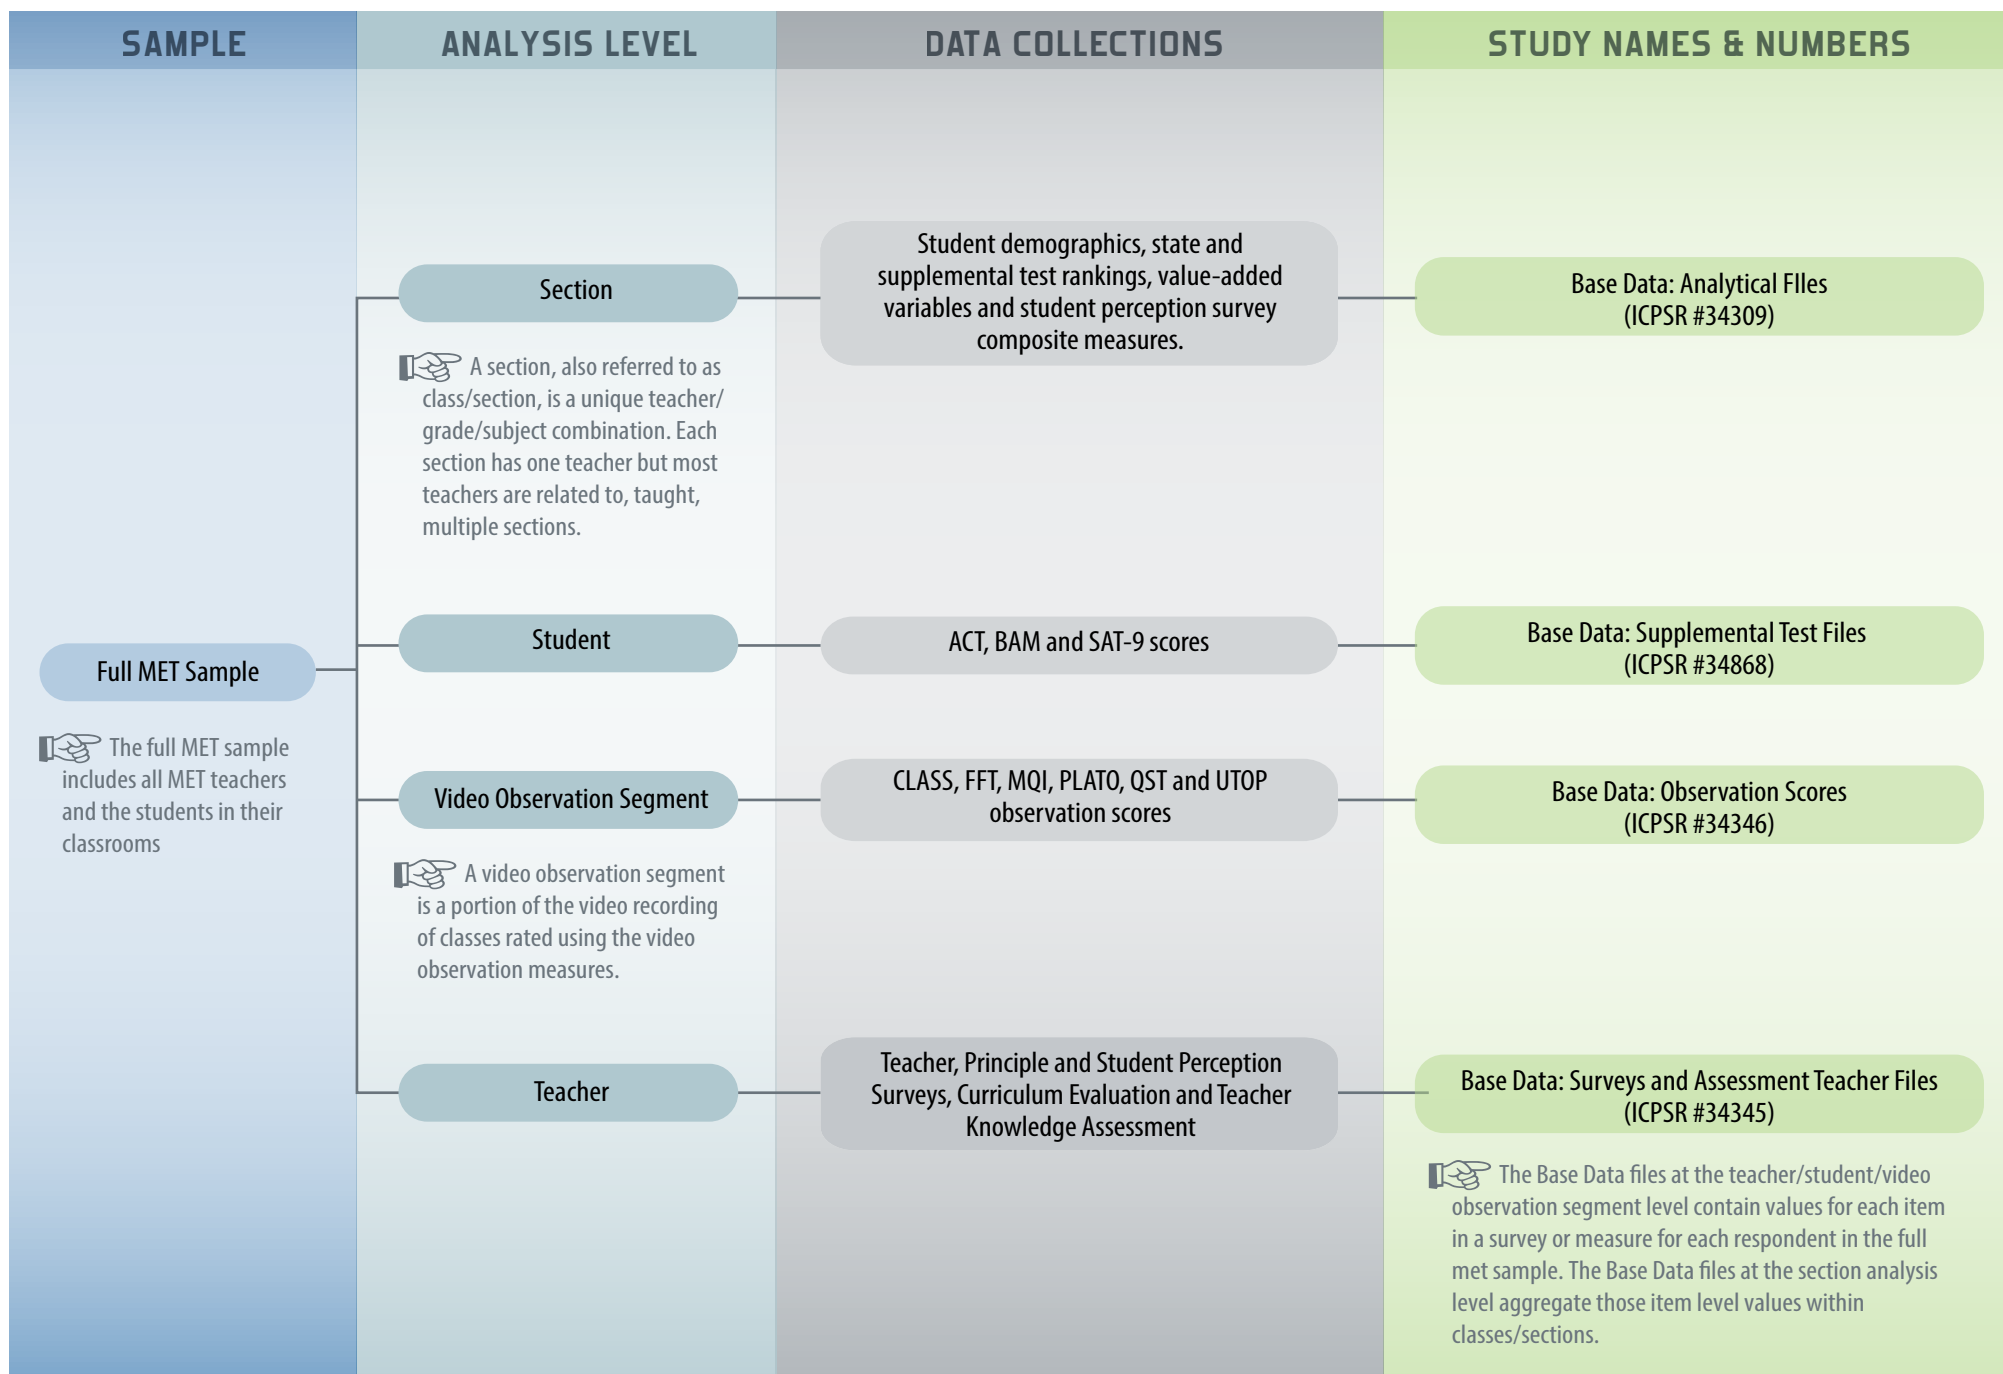 SAMPLE
ANALYSIS LEVEL
DATA COLLECTIONS
STUDY NAMES & NUMBERS
Full MET Sample
The full MET sample
includes all MET teachers
and the students in their
classrooms
Section
A section, also referred to as
class/section, is a unique teacher/
grade/subject combination. Each
section has one teacher but most
teachers are related to, taught,
multiple sections.
Student demographics, state and
supplemental test rankings, value-added
variables and student perception survey
composite measures.
Base Data: Analytical FIles
(ICPSR #34309)
Student
ACT, BAM and SAT-9 scores
Base Data: Supplemental Test Files
(ICPSR #34868)
Video Observation Segment
A video observation segment
is a portion of the video recording
of classes rated using the video
observation measures.
CLASS, FFT, MQI, PLATO, QST and UTOP
observation scores
Base Data: Observation Scores
(ICPSR #34346)
Teacher
Teacher, Principle and Student Perception
Surveys, Curriculum Evaluation and Teacher
Knowledge Assessment
Base Data: Surveys and Assessment Teacher Files
(ICPSR #34345)
The Base Data files at the teacher/student/video
observation segment level contain values for each item
in a survey or measure for each respondent in the full
met sample. The Base Data files at the section analysis
level aggregate those item level values within
classes/sections.